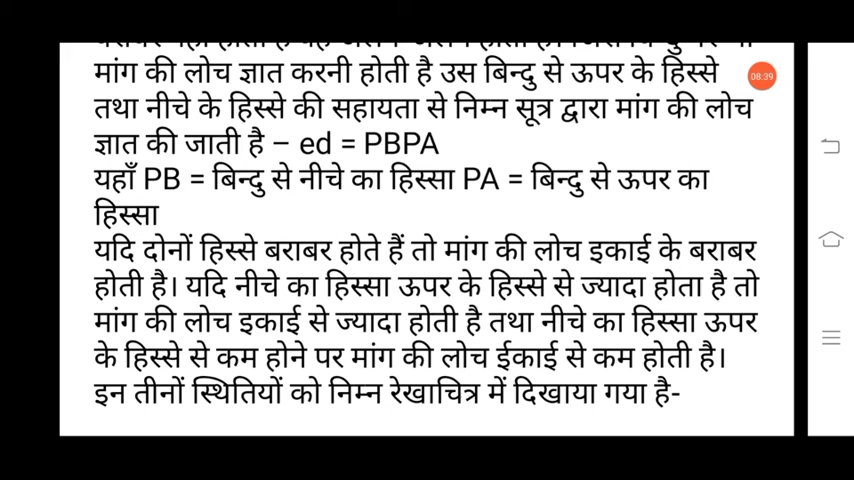 मांग की लोच ज्ञात करनी होती है उस बिन्दु से ऊपर के हिस्से
08:39
तथा नीचे के हिस्से की सहायता से निम्न सूत्र द्वारा मांग की लोच
ज्ञात की जाती है – ed = PBPA
यहाँ PB = बिन्दु से नीचे का हिस्सा PA = बिन्दु से ऊपर का
हिस्सा
यदि दोनों हिस्से बराबर होते हैं तो मांग की लोच इकाई के बराबर
होती है। यदि नीचे का हिस्सा ऊपर के हिस्से से ज्यादा होता है तो
मांग की लोच इकाई से ज्यादा होती है तथा नीचे का हिस्सा ऊपर
के हिस्से से कम होने पर मांग की लोच ईकाई से कम होती है।
इन तीनों स्थितियों को निम्न रेखाचित्र में दिखाया गया है-